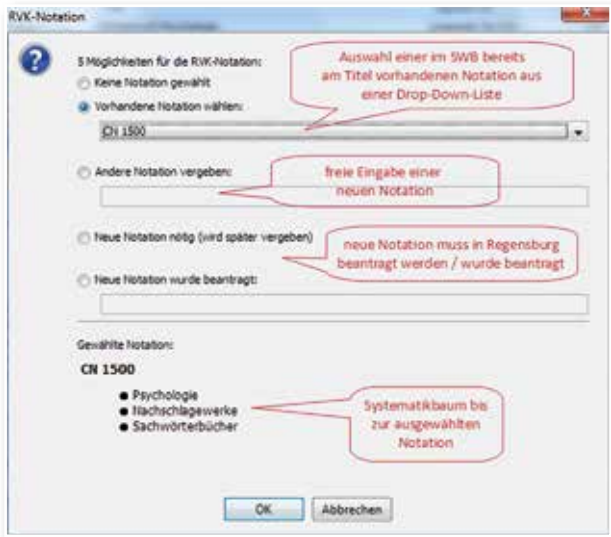 RVK-Notation
5 Möglichkeiten für die RVK-Notation:
Keine Notation gewählt
Vorhandene Notation wählen:
CN 1500
Auswahl einer im SWB bereits
am Titel vorhandenen Notation aus
einer Drop-Down-Liste
Andere Notation vergeben:
freie Eingabe einer
neuen Notation
Neue Notation nötig (wird später vergeben)
neue Notation muss in Regensburg
beantragt werden / wurde beantragt
Neue Notation wurde beantragt:
Gewählte Notation:
CN 1500
● Psychologie
● Nachschlagewerke
● Sachwörterbücher
Systematikbaum bis
zur ausgewählten
Notation
OK
Abbrechen